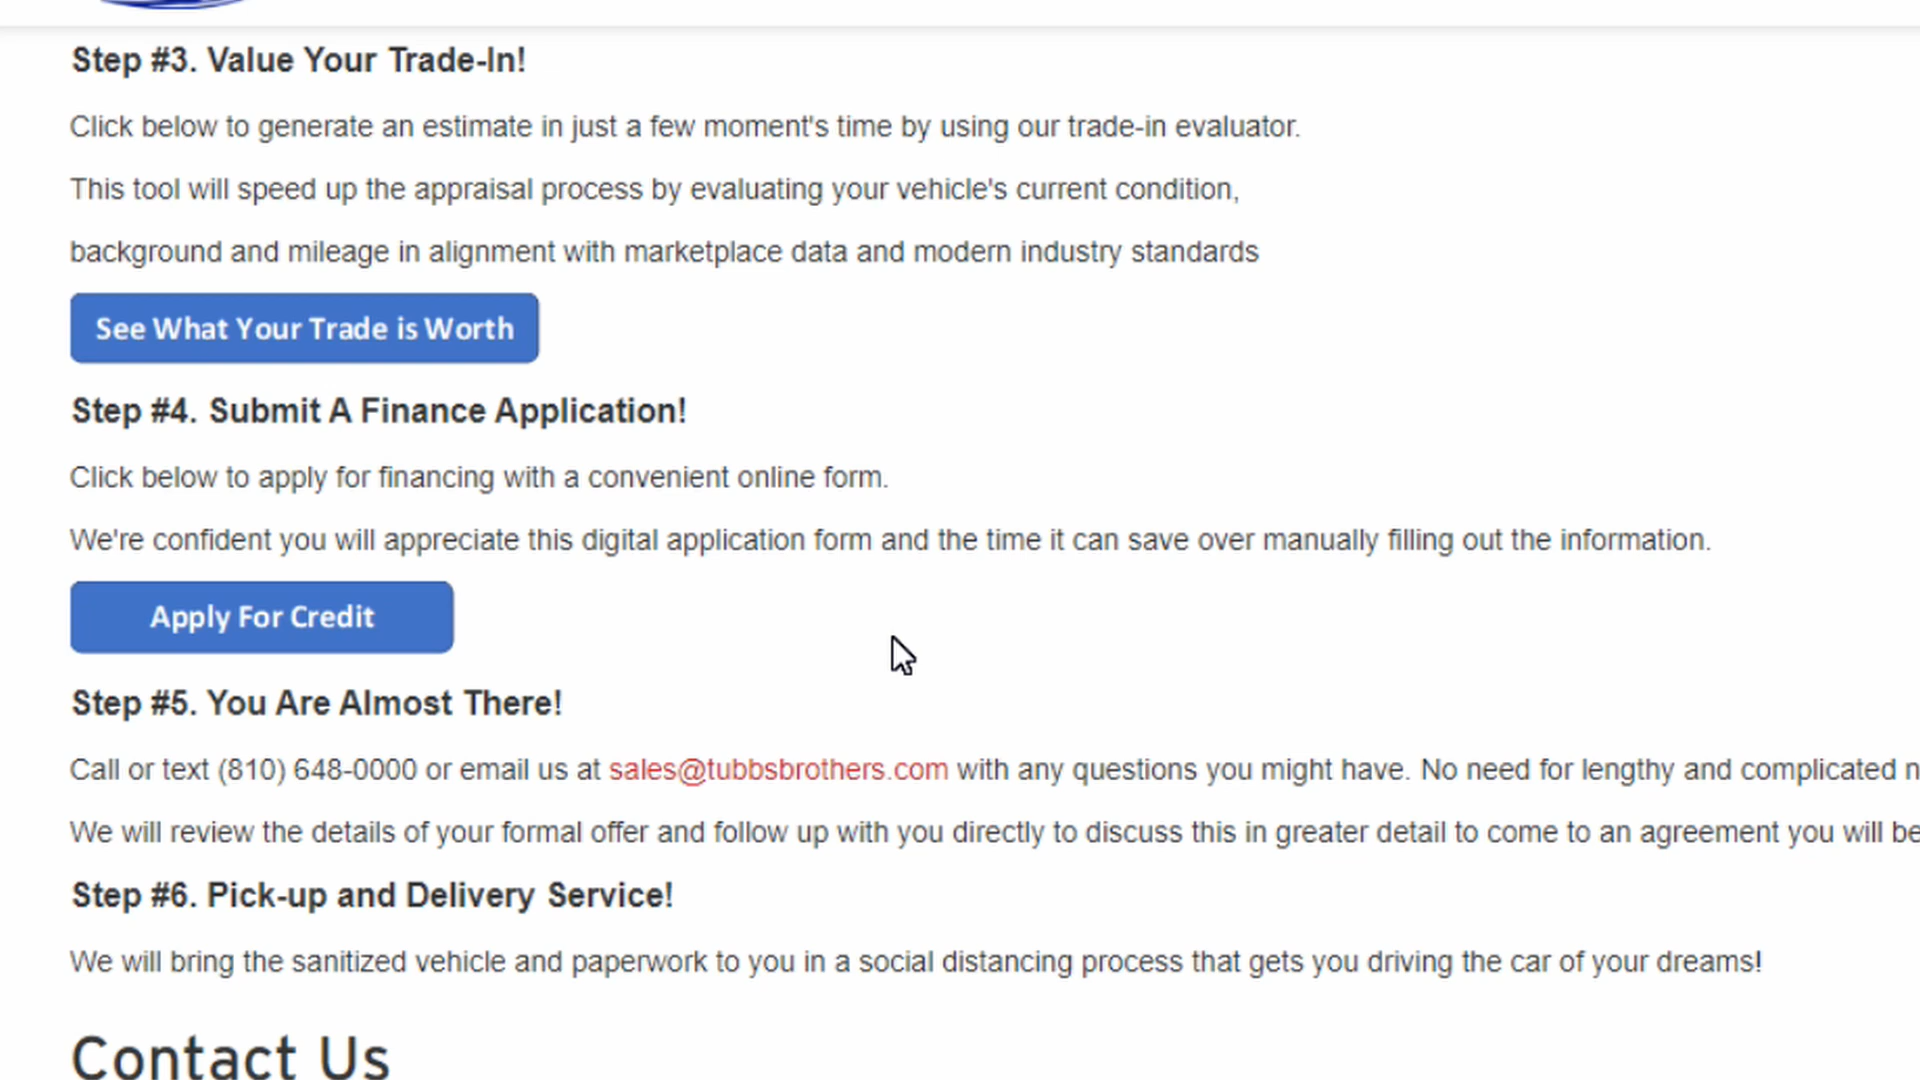 Step #3. Value Your Trade-In!
Click below to generate an estimate in just a few moment's time by using our trade-in evaluator.
This tool will speed up the appraisal process by evaluating your vehicle's current condition,
background and mileage in alignment with marketplace data and modern industry standards
See What Your Trade is Worth
Step #4. Submit A Finance Application!
Click below to apply for financing with a convenient online form.
We're confident you will appreciate this digital application form and the time it can save over manually filling out the information.
Apply For Credit
Step #5. You Are Almost There!
Call or text (810) 648-0000 or email us at sales@tubbsbrothers.com with any questions you might have. No need for lengthy and complicated
We will review the details of your formal offer and follow up with you directly to discuss this in greater detail to come to an agreement you will be
Step #6. Pick-up and Delivery Service!
We will bring the sanitized vehicle and paperwork to you in a social distancing process that gets you driving the car of your dreams!
Contact Us